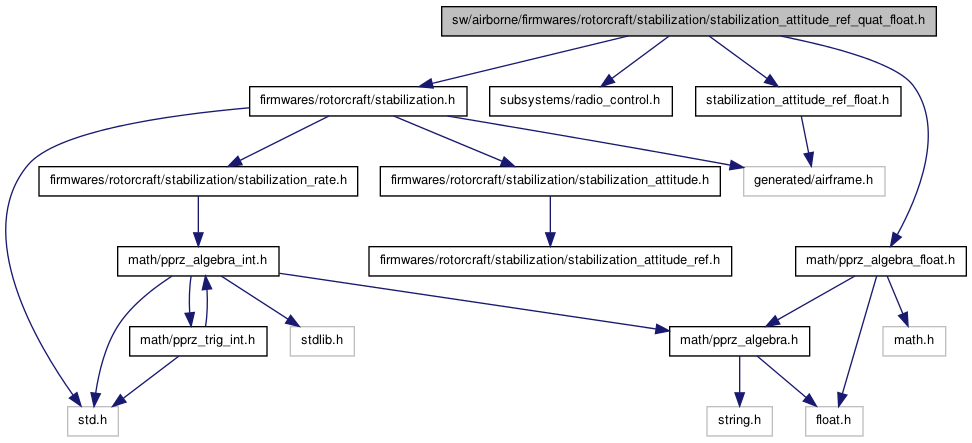 sw/airborne/firmwares/rotorcraft/stabilization/stabilization_attitude_ref_quat_float.h
firmwares/rotorcraft/stabilization.h
subsystems/radio_control.h
stabilization_attitude_ref_float.h
firmwares/rotorcraft/stabilization/stabilization_rate.h
firmwares/rotorcraft/stabilization/stabilization_attitude.h
generated/airframe.h
math/pprz_algebra_int.h
firmwares/rotorcraft/stabilization/stabilization_attitude_ref.h
math/pprz_algebra_float.h
math/pprz_trig_int.h
stdlib.h
math/pprz_algebra.h
math.h
std.h
string.h
float.h